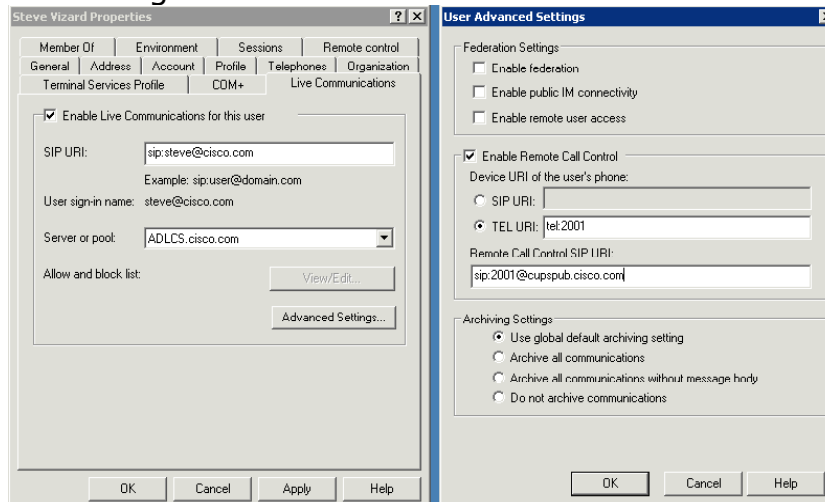 Steve Vizard Properties
Member Of Environment Sessions Remote control
General Address Account Profile Telephones Organization
Terminal Services Profile COM+ Live Communications
Enable Live Communications for this user
SIP URI: sip:steve@cisco.com
Example: sip:user@domain.com
User sign-in name: steve@cisco.com
Server or pool: ADLCS.cisco.com
Allow and block list: View/Edit...
Advanced Settings...
OK Cancel Apply Help
User Advanced Settings
Federation Settings
Enable federation
Enable public IM connectivity
Enable remote user access
Enable Remote Call Control
Device URI of the user's phone:
SIP URI:
TEL URI: tel:2001
Remote Call Control SIP URI:
sip:2001@cupspub.cisco.com
Archiving Settings
Use global default archiving setting
Archive all communications
Archive all communications without message body
Do not archive communications
OK Cancel Help